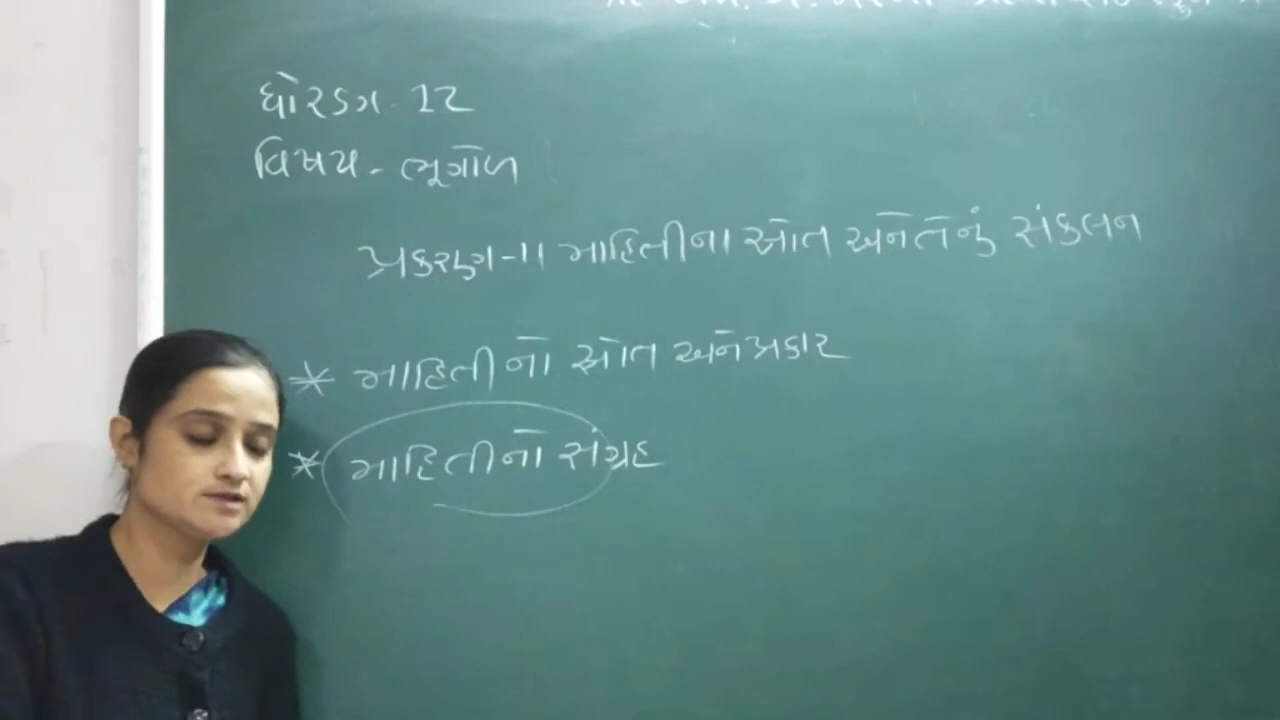 ધોરણ - 12
વિષય - ભૂગોળ
પ્રકરણ-11 માહિતીના સ્રોત અને તેનું સંકલન
* માહિતીનો સ્રોત અને પ્રકાર
* માહિતીનો સંગ્રહ